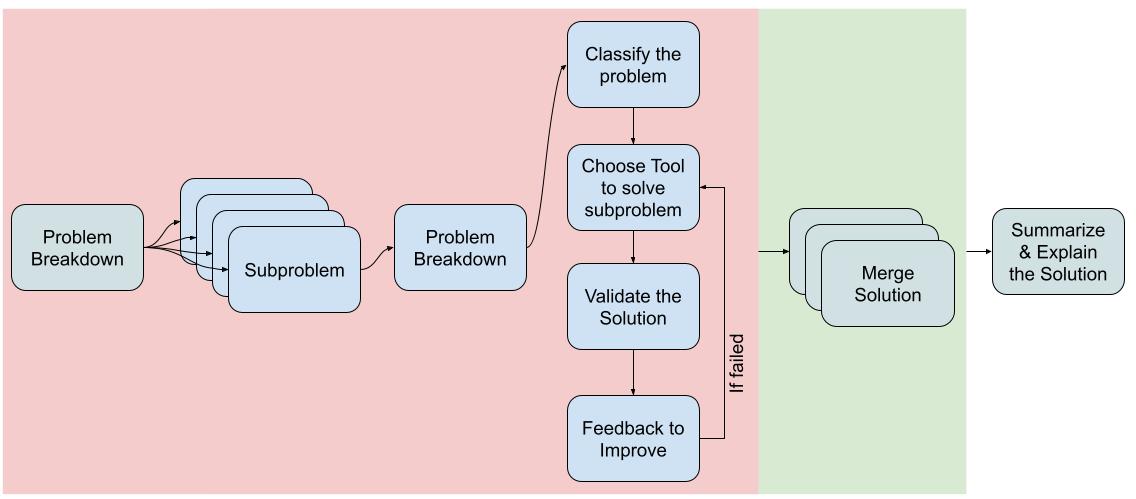 Problem
Breakdown
Subproblem
Problem
Breakdown
Classify the
problem
Choose Tool
to solve
subproblem
Validate the
Solution
Feedback to
Improve
If failed
Merge
Solution
Summarize
& Explain
the Solution